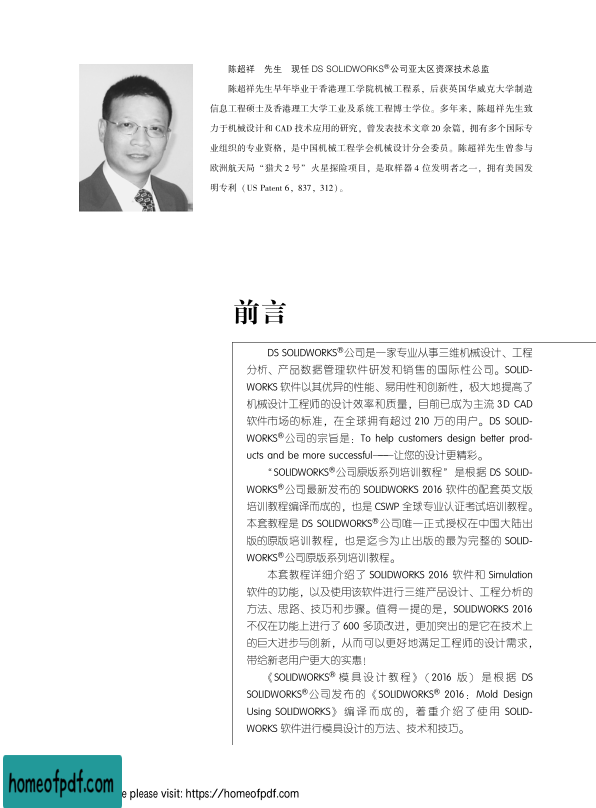 陈超祥 先生 现任 DS SOLIDWORKS®公司亚太区资深技术总监
陈超祥先生早年毕业于香港理工学院机械工程系，后获英国华威克大学制造
信息工程硕士及香港理工大学工业及系统工程博士学位。多年来，陈超祥先生致
力于机械设计和 CAD 技术应用的研究，曾发表技术文章 20 余篇，拥有多个国际专
业组织的专业资格，是中国机械工程学会机械设计分会委员。陈超祥先生曾参与
欧洲航天局“猎犬 2 号”火星探险项目，是取样器 4 位发明者之一，拥有美国发
明专利（US Patent 6，837，312）。
前言
DS SOLIDWORKS®公司是一家专业从事三维机械设计、工程
分析、产品数据管理软件研发和销售的国际性公司。SOLID-
WORKS 软件以其优异的性能、易用性和创新性，极大地提高了
机械设计工程师的设计效率和质量，目前已成为主流 3D CAD
软件市场的标准，在全球拥有超过 210 万的用户。DS SOLID-
WORKS®公司的宗旨是：To help customers design better prod-
ucts and be more successful——让您的设计更精彩。
“SOLIDWORKS®公司原版系列培训教程”是根据 DS SOLID-
WORKS®公司最新发布的 SOLIDWORKS 2016 软件的配套英文版
培训教程编译而成的，也是 CSWP 全球专业认证考试培训教程。
本套教程是 DS SOLIDWORKS®公司唯一正式授权在中国大陆出
版的原版培训教程，也是迄今为止出版的最为完整的 SOLID-
WORKS®公司原版系列培训教程。
本套教程详细介绍了 SOLIDWORKS 2016 软件和 Simulation
软件的功能，以及使用该软件进行三维产品设计、工程分析的
方法、思路、技巧和步骤。值得一提的是，SOLIDWORKS 2016
不仅在功能上进行了 600 多项改进，更加突出的是它在技术上
的巨大进步与创新，从而可以更好地满足工程师的设计需求，
带给新老用户更大的实惠！
《SOLIDWORKS®模具设计教程》（2016 版）是根据 DS
SOLIDWORKS®公司发布的《SOLIDWORKS® 2016：Mold Design
Using SOLIDWORKS》编译而成的，着重介绍了使用 SOLID-
WORKS 软件进行模具设计的方法、技术和技巧。
homeofpdf.com
e please visit: https://homeofpdf.com